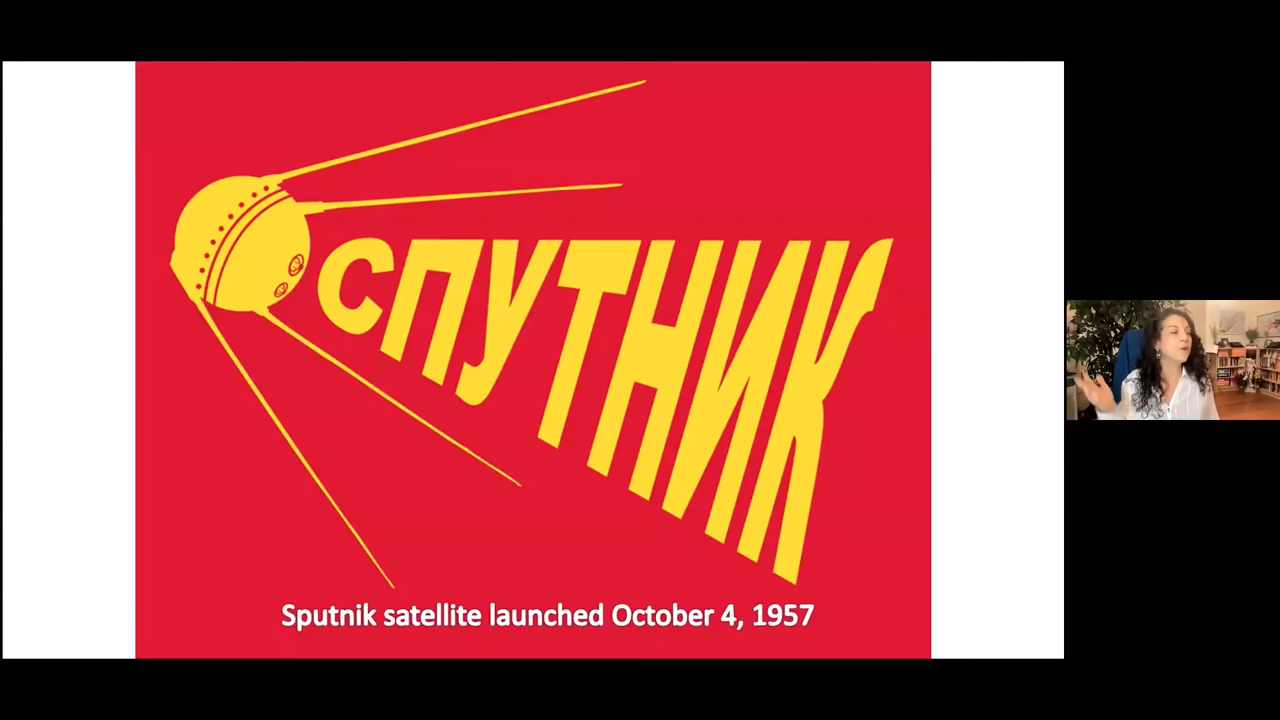 СПУТНИК
Sputnik satellite launched October 4, 1957